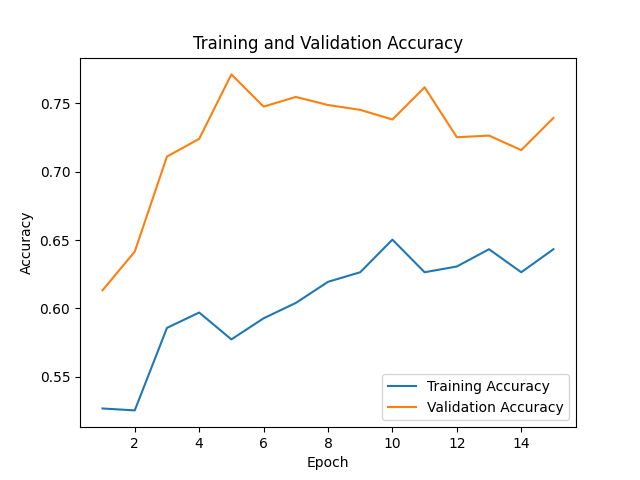 Training and Validation Accuracy
Accuracy
0.75
0.70
0.65
0.60
0.55
Training Accuracy
Validation Accuracy
2 4 6 8 10 12 14
Epoch